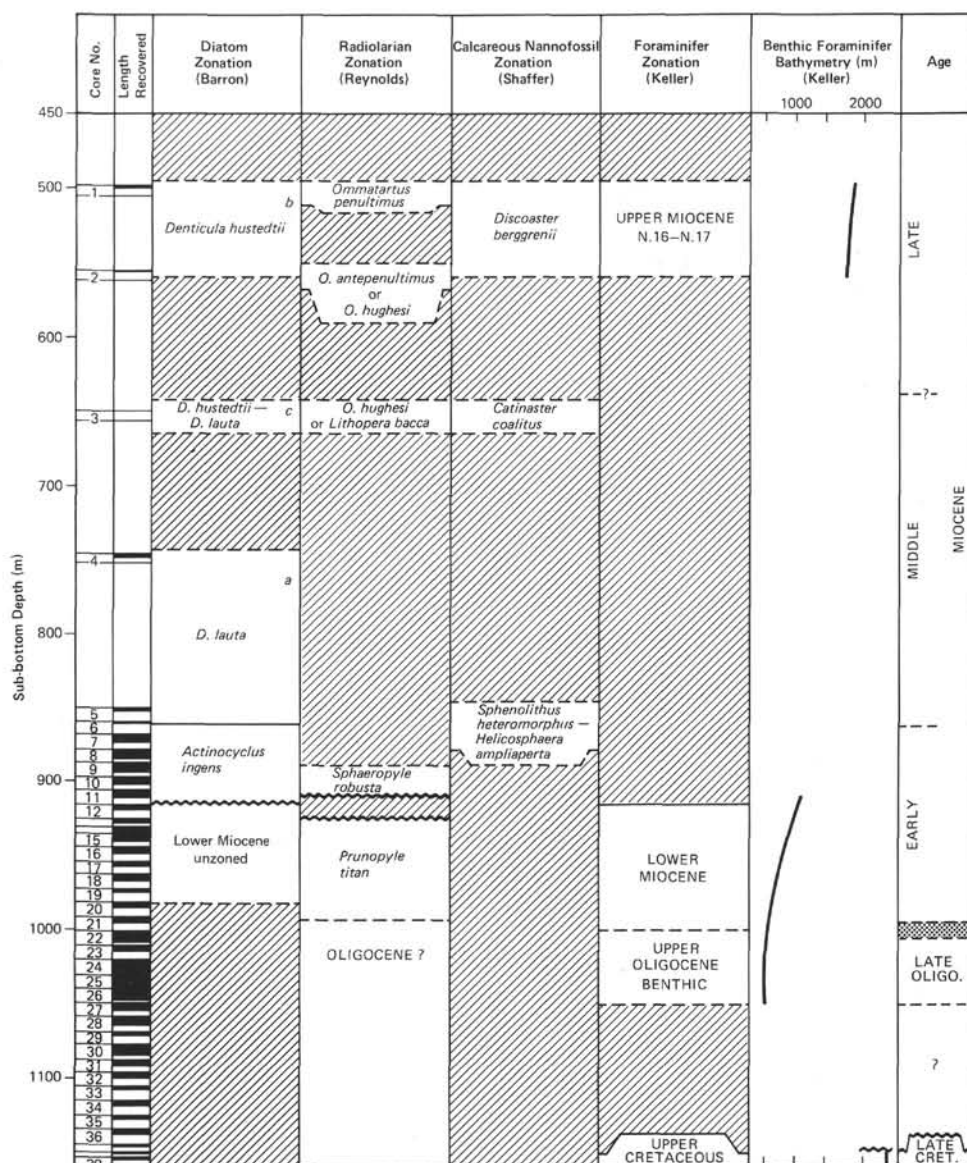 Core No.
Length
Recovered
Diatom
Zonation
(Barron)
Radiolarian
Zonation
(Reynolds)
Calcareous Nannofossil
Zonation
(Shaffer)
Foraminifer
Zonation
(Keller)
Benthic Foraminifer
Bathymetry (m)
(Keller)
1000 2000
Age
Sub-bottom Depth (m)
450
500
600
700
800
900
1000
1100
1
2
3
4
5
6
7
8
9
10
11
12
15
16
17
18
19
20
21
22
23
24
25
26
27
28
29
30
31
32
33
34
35
36
b
Denticula hustedtii
D. hustedtii —
D. lauta
c
a
D. lauta
Actinocyclus
ingens
Lower Miocene
unzoned
Ommatartus
penultimus
O. antepenultimus
or
O. hughesi
O. hughesi
or Lithopera bacca
Sphaeropyle
robusta
Prunopyle
titan
OLIGOCENE ?
Discoaster
berggrenii
Catinaster
coalitus
Sphenolithus
heteromorphus —
Helicosphaera
ampliaperta
UPPER MIOCENE
N.16—N.17
LOWER
MIOCENE
UPPER
OLIGOCENE
BENTHIC
UPPER
CRETACEOUS
LATE
?
MIDDLE
MIOCENE
EARLY
LATE
OLIGO.
?
LATE
CRET.